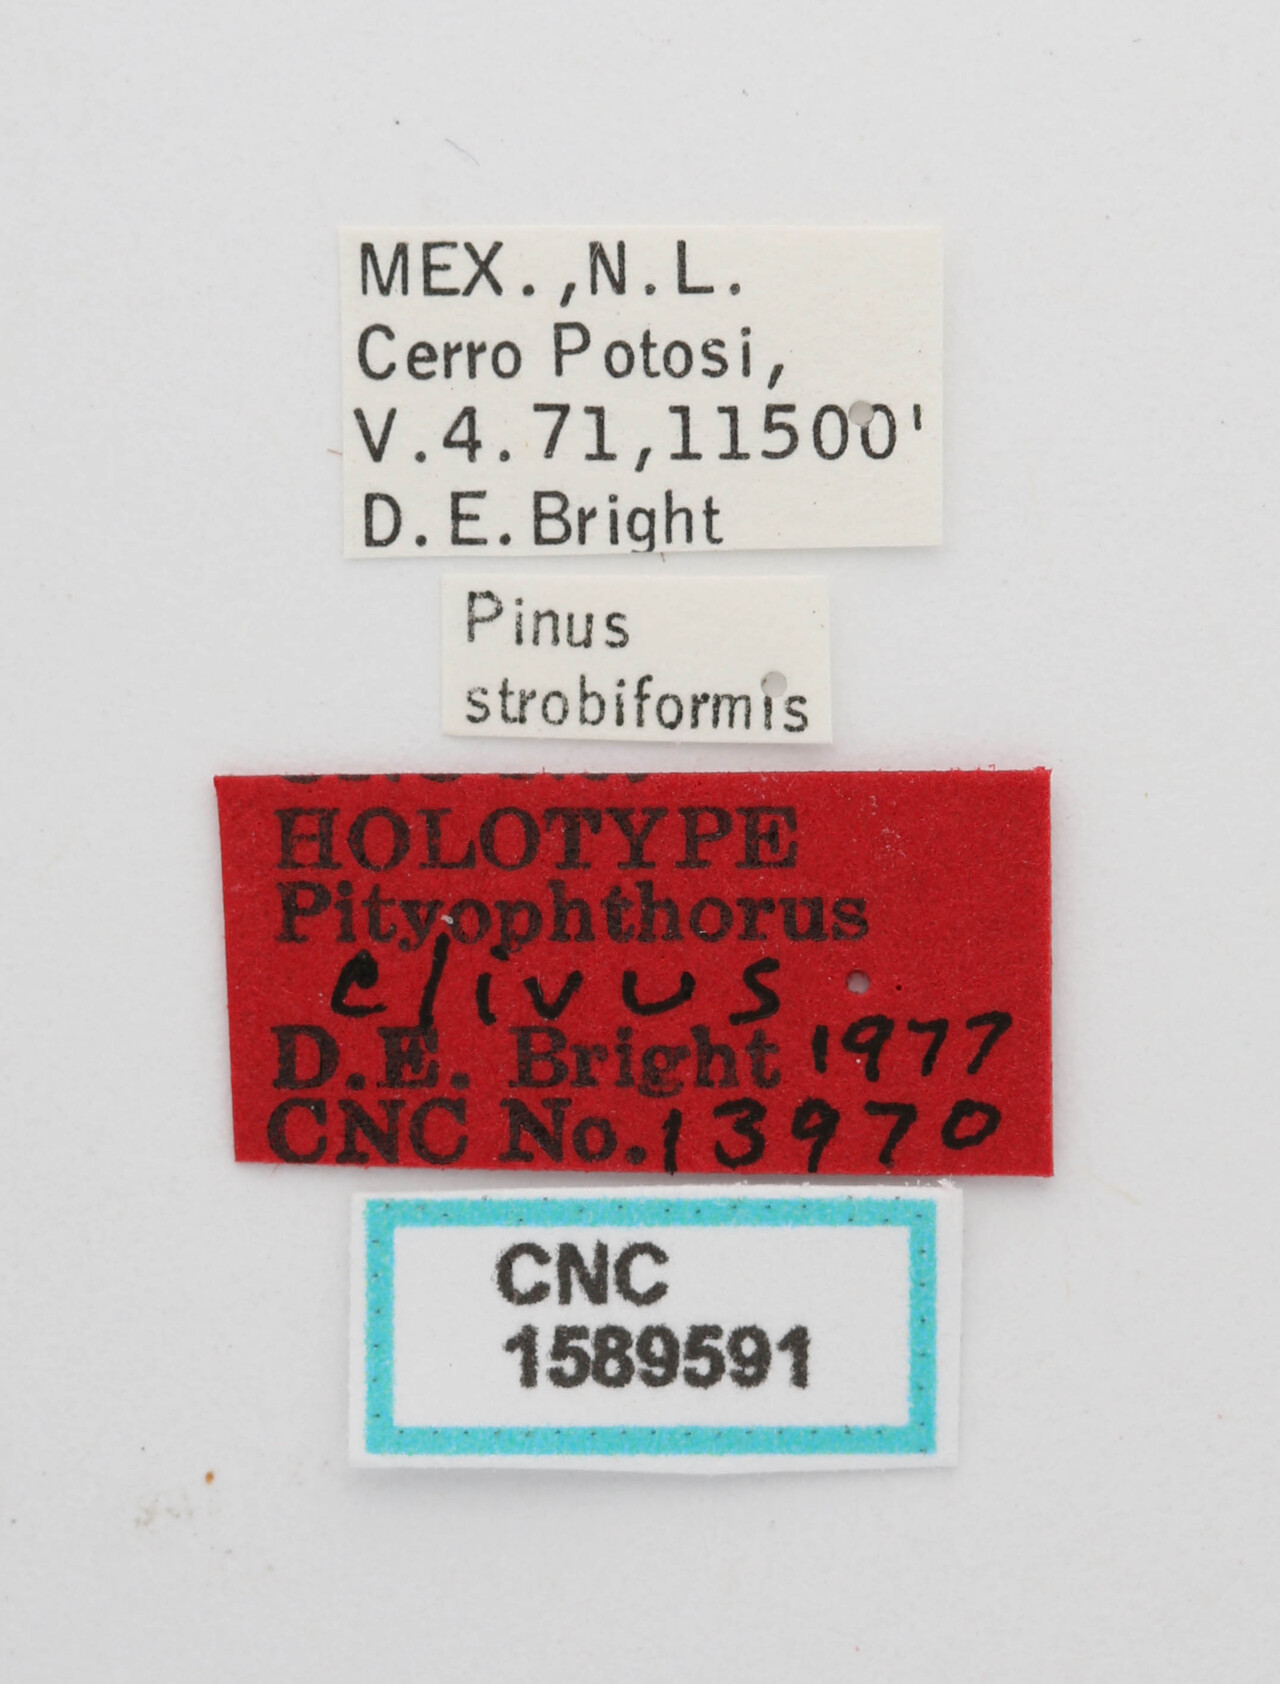 MEX.,N.L.
Cerro Potosi,
V.4.71,11500'
D.E.Bright
Pinus
strobiformis
HOLOTYPE
Pityophthorus
clivus
D.E. Bright 1977
CNC No. 13970
CNC
1589591